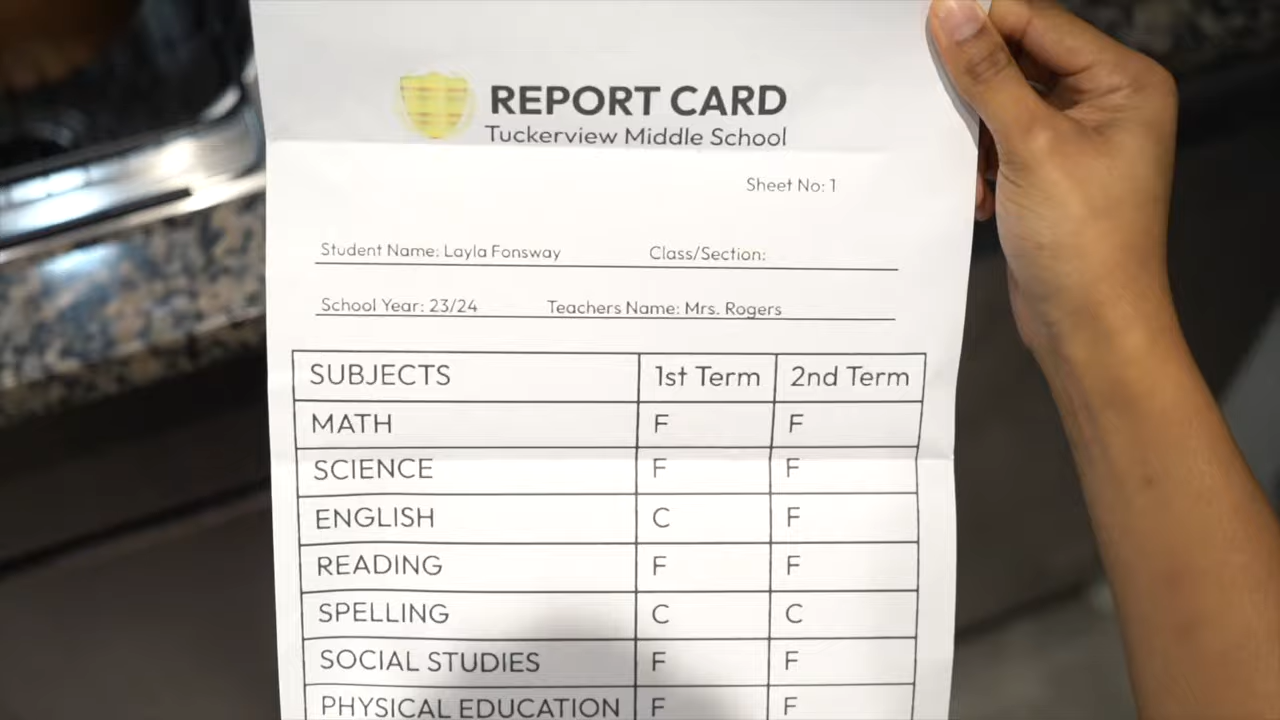 REPORT CARD
Tuckerview Middle School
Sheet No: 1
Student Name: Layla Fonsway Class/Section:
School Year: 23/24 Teachers Name: Mrs. Rogers
SUBJECTS 1st Term 2nd Term
MATH F F
SCIENCE F F
ENGLISH C F
READING F F
SPELLING C C
SOCIAL STUDIES F F
PHYSICAL EDUCATION F F